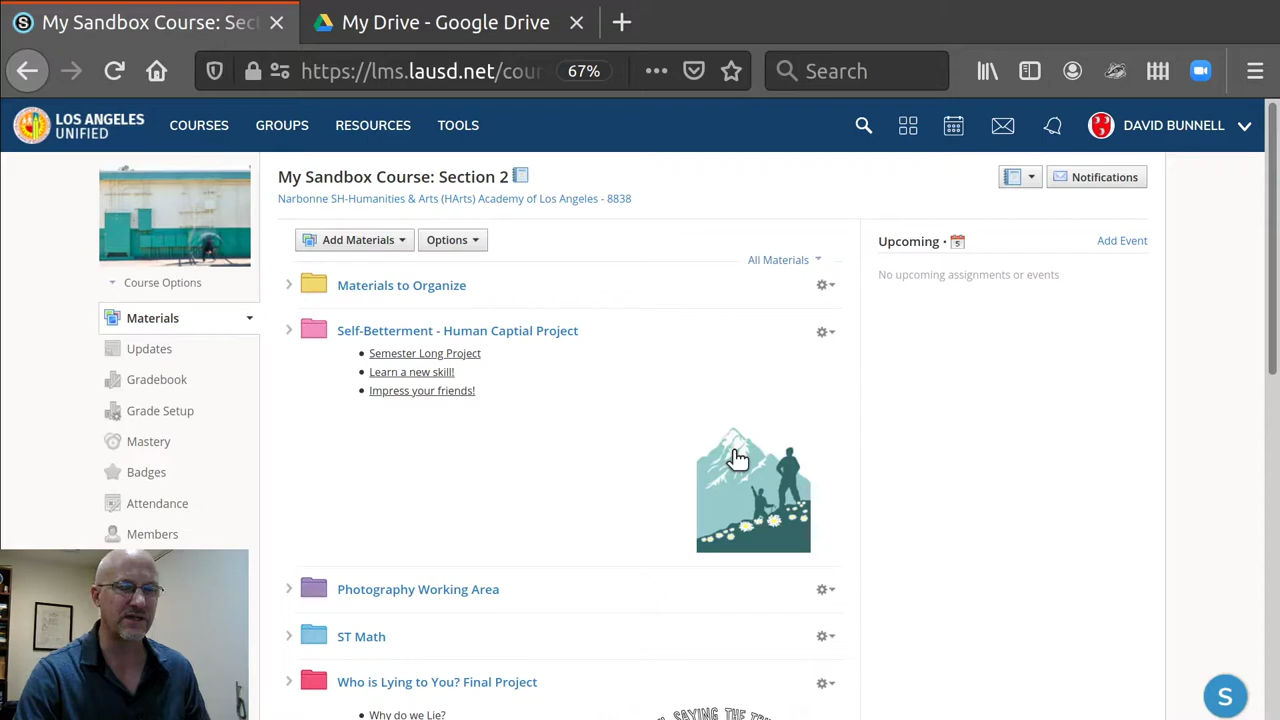 My Sandbox Course: Sec
My Drive - Google Drive
https://lms.lausd.net/cour
67%
Search
LOS ANGELES
UNIFIED
COURSES
GROUPS
RESOURCES
TOOLS
DAVID BUNNELL
My Sandbox Course: Section 2
Notifications
Narbonne SH-Humanities & Arts (HArts) Academy of Los Angeles - 8838
Add Materials
Options
Upcoming •
5
Add Event
All Materials
No upcoming assignments or events
Course Options
Materials
Updates
Gradebook
Grade Setup
Mastery
Badges
Attendance
Members
Materials to Organize
Self-Betterment - Human Captial Project
• Semester Long Project
• Learn a new skill!
• Impress your friends!
Photography Working Area
ST Math
Who is Lying to You? Final Project
• Why do we Lie?
SAYING THE
S